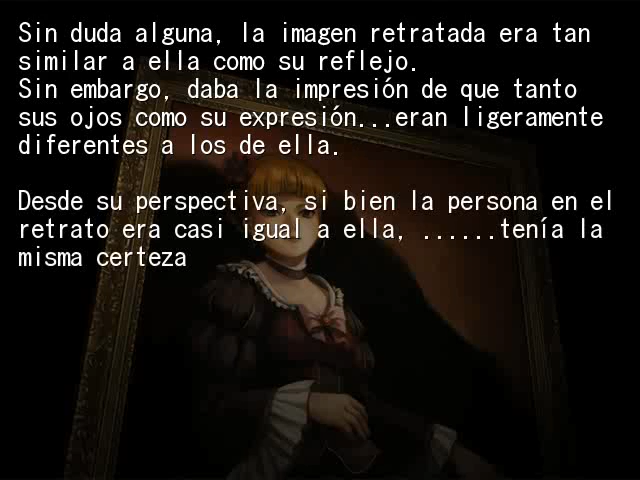 Sin duda alguna, la imagen retratada era tan
similar a ella como su reflejo.
Sin embargo, daba la impresión de que tanto
sus ojos como su expresión...eran ligeramente
diferentes a los de ella.
Desde su perspectiva, si bien la persona en el
retrato era casi igual a ella, ......tenía la
misma certeza